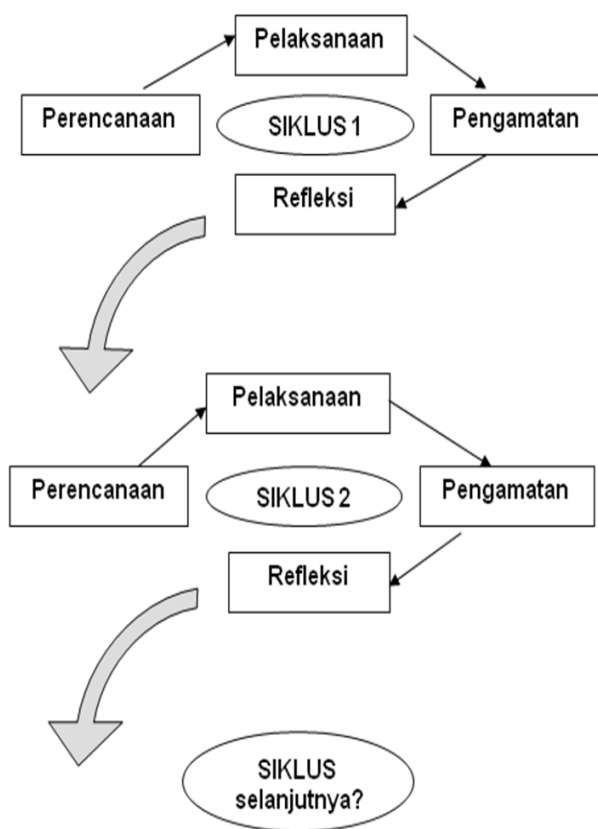 Pelaksanaan
Perencanaan
SIKLUS 1
Pengamatan
Refleksi
Pelaksanaan
Perencanaan
SIKLUS 2
Pengamatan
Refleksi
SIKLUS
selanjutnya?